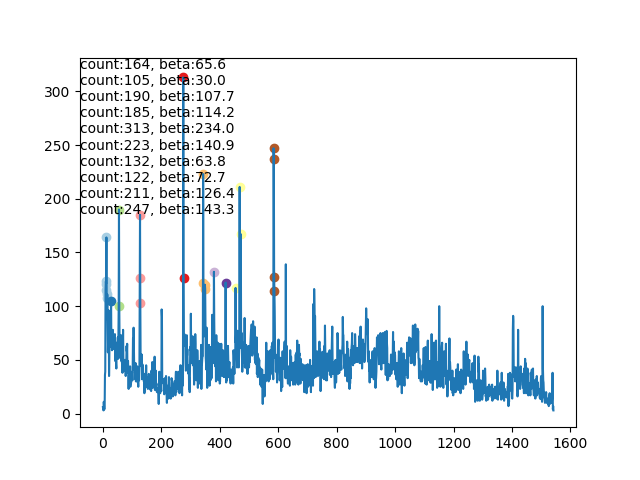 count:164, beta:65.6
count:105, beta:30.0
300
count:190, beta:107.7
count:185, beta:114.2
count:313, beta:234.0
250
count:223, beta:140.9
count:132, beta:63.8
count:122, beta:72.7
200
count:211, beta:126.4
count:247, beta:143.3
150
100
50
0
0 200 400 600 800 1000 1200 1400 1600